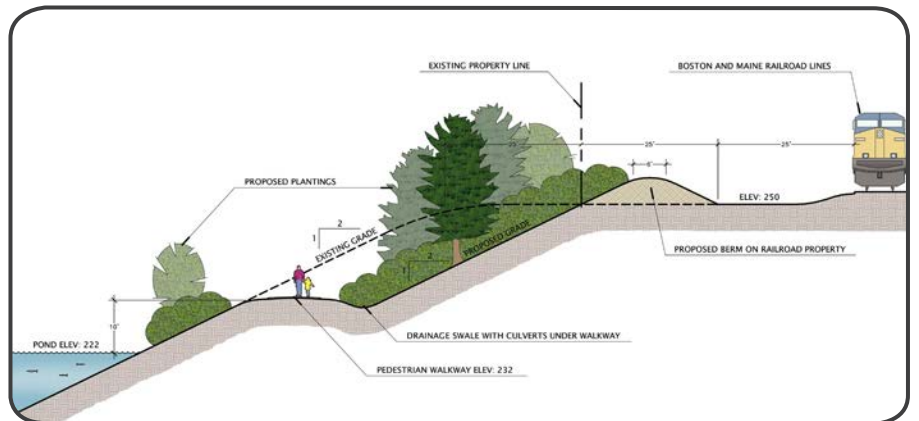 EXISTING PROPERTY LINE
BOSTON AND MAINE RAILROAD LINES
25'
25'
25'
6'
PROPOSED PLANTINGS
ELEV: 250
2
1
EXISTING GRADE
PROPOSED GRADE
2
1
PROPOSED BERM ON RAILROAD PROPERTY
10'
DRAINAGE SWALE WITH CULVERTS UNDER WALKWAY
POND ELEV: 222
PEDESTRIAN WALKWAY ELEV: 232